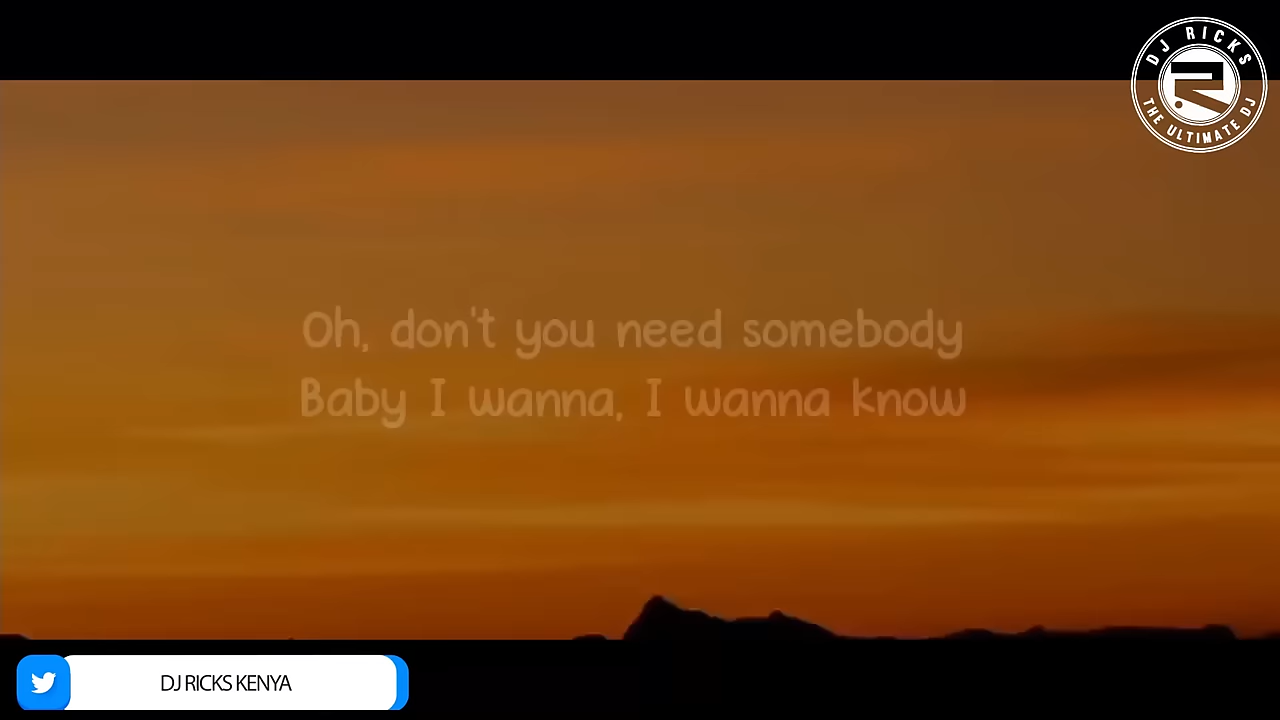 DJ RICKS
THE ULTIMATE DJ
Oh, don't you need somebody
Baby I wanna, I wanna know
DJ RICKS KENYA